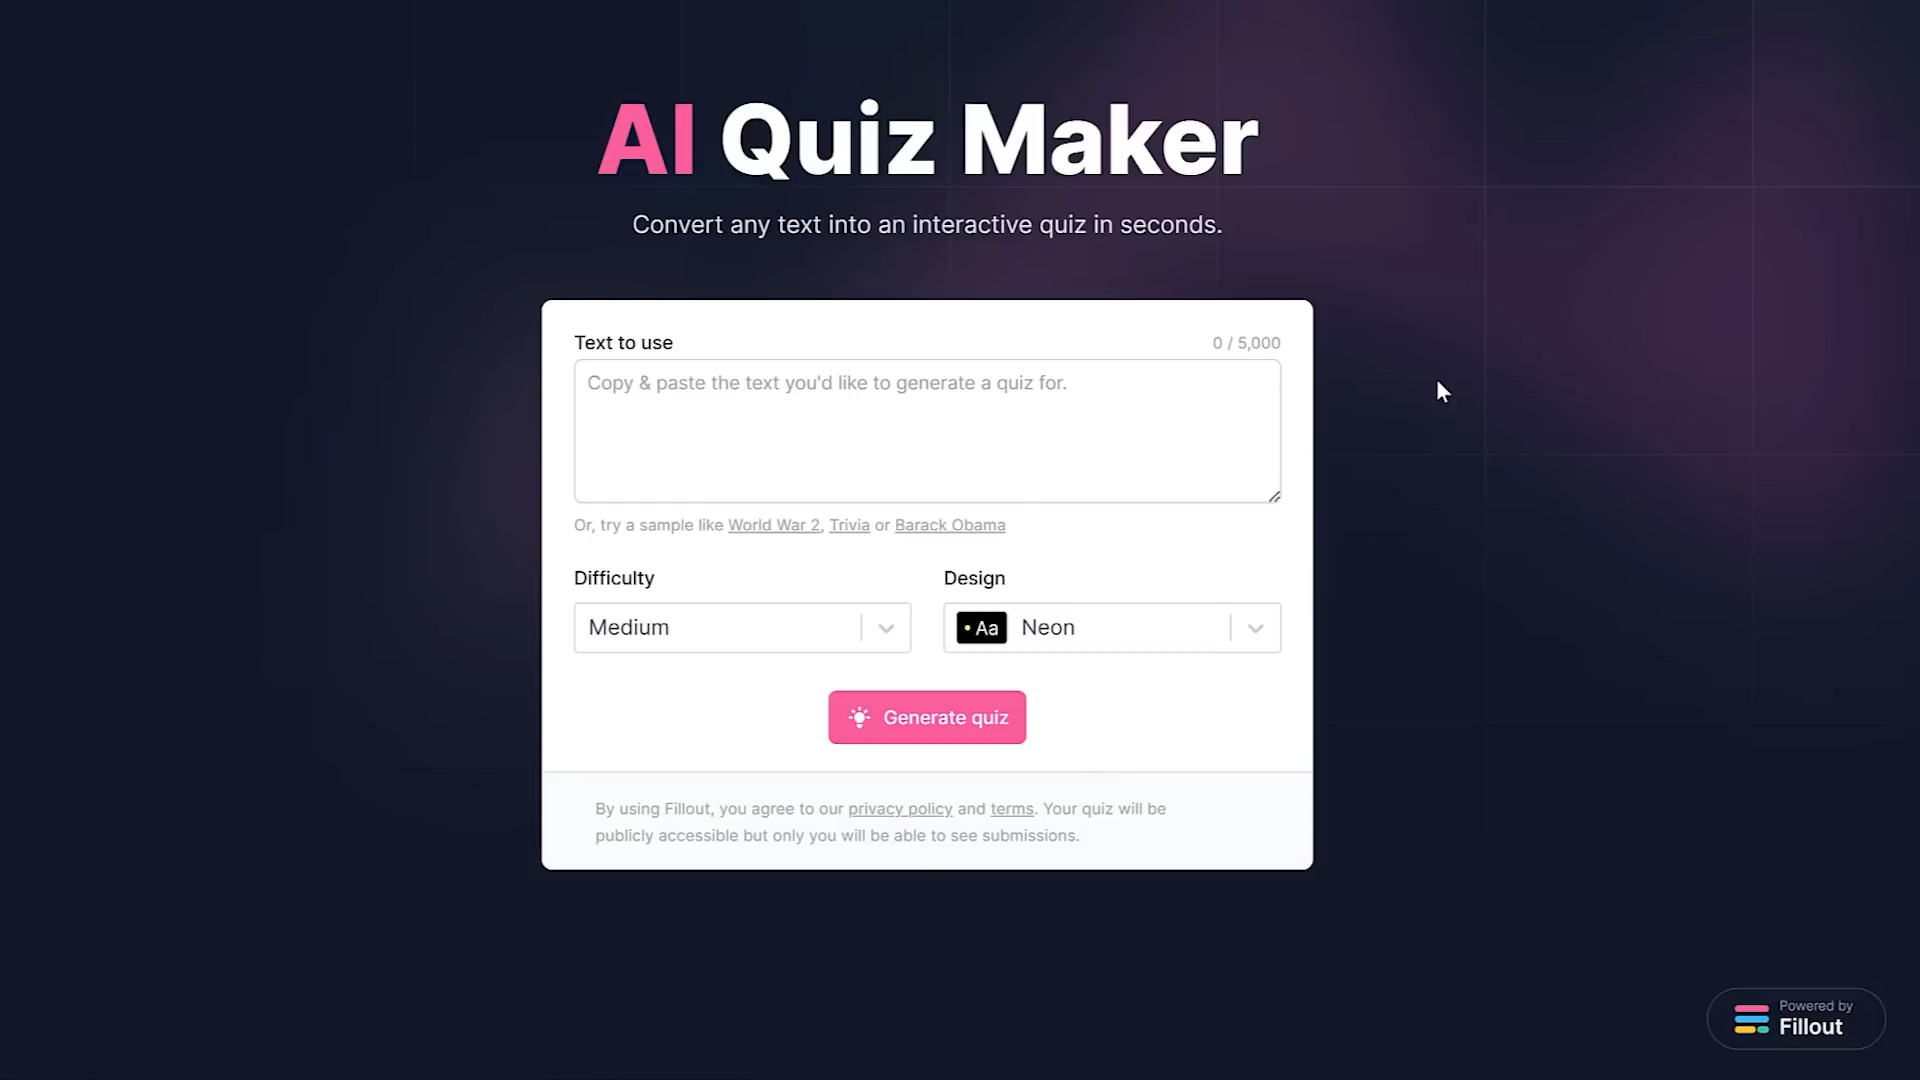 AI Quiz Maker
Convert any text into an interactive quiz in seconds.
Text to use
0 / 5,000
Copy & paste the text you'd like to generate a quiz for.
Or, try a sample like World War 2, Trivia or Barack Obama
Difficulty
Design
Medium
Aa Neon
Generate quiz
By using Fillout, you agree to our privacy policy and terms. Your quiz will be
publicly accessible but only you will be able to see submissions.
Powered by
Fillout